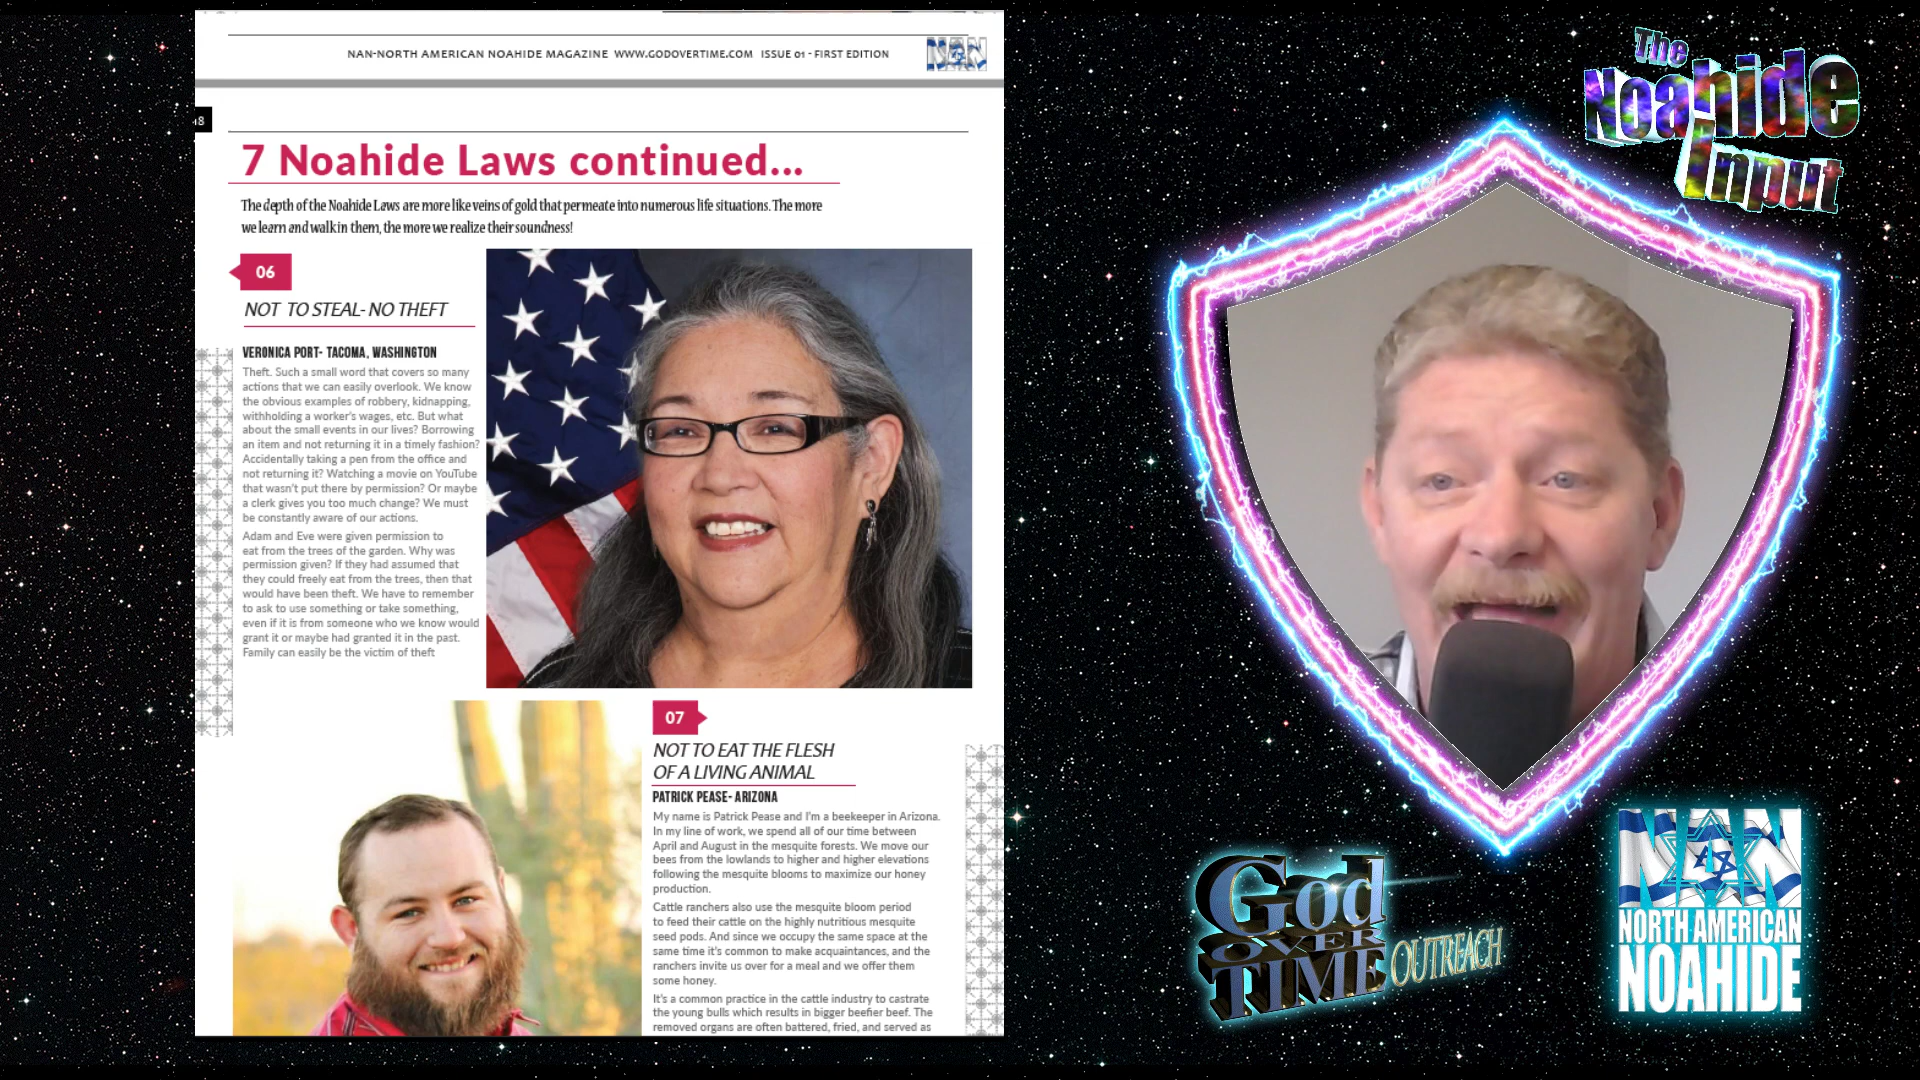 NAN-NORTH AMERICAN NOAHIDE MAGAZINE WWW.GODOVERTIME.COM ISSUE 01 - FIRST EDITION
NAN
7 Noahide Laws continued...
The depth of the Noahide Laws are more like veins of gold that permeate into numerous life situations. The more
we learn and walk in them, the more we realize their soundness!
06
NOT TO STEAL- NO THEFT
VERONICA PORT- TACOMA, WASHINGTON
Theft. Such a small word that covers so many
actions that we can easily overlook. We know
the obvious examples of robbery, kidnapping,
withholding a worker's wages, etc. But what
about the small events in our lives? Borrowing
an item and not returning it in a timely fashion?
Accidentally taking a pen from the office and
not returning it? Watching a movie on YouTube
that wasn't put there by permission? Or maybe
a clerk gives you too much change? We must
be constantly aware of our actions.
Adam and Eve were given permission to
eat from the trees of the garden. Why was
permission given? If they had assumed that
they could freely eat from the trees, then that
would have been theft. We have to remember
to ask to use something or take something,
even if it is from someone who we know would
grant it or maybe had granted it in the past.
Family can easily be the victim of theft
07
NOT TO EAT THE FLESH
OF A LIVING ANIMAL
PATRICK PEASE- ARIZONA
My name is Patrick Pease and I'm a beekeeper in Arizona.
In my line of work, we spend all of our time between
April and August in the mesquite forests. We move our
bees from the lowlands to higher and higher elevations
following the mesquite blooms to maximize our honey
production.
Cattle ranchers also use the mesquite bloom period
to feed their cattle on the highly nutritious mesquite
seed pods. And since we occupy the same space at the
same time it's common to make acquaintances, and the
ranchers invite us over for a meal and we offer them
some honey.
It's a common practice in the cattle industry to castrate
the young bulls which results in bigger beefier beef. The
removed organs are often battered, fried, and served as
The
Noahide
Input
God
OVER
TIME OUTREACH
NAN
NORTH AMERICAN
NOAHIDE